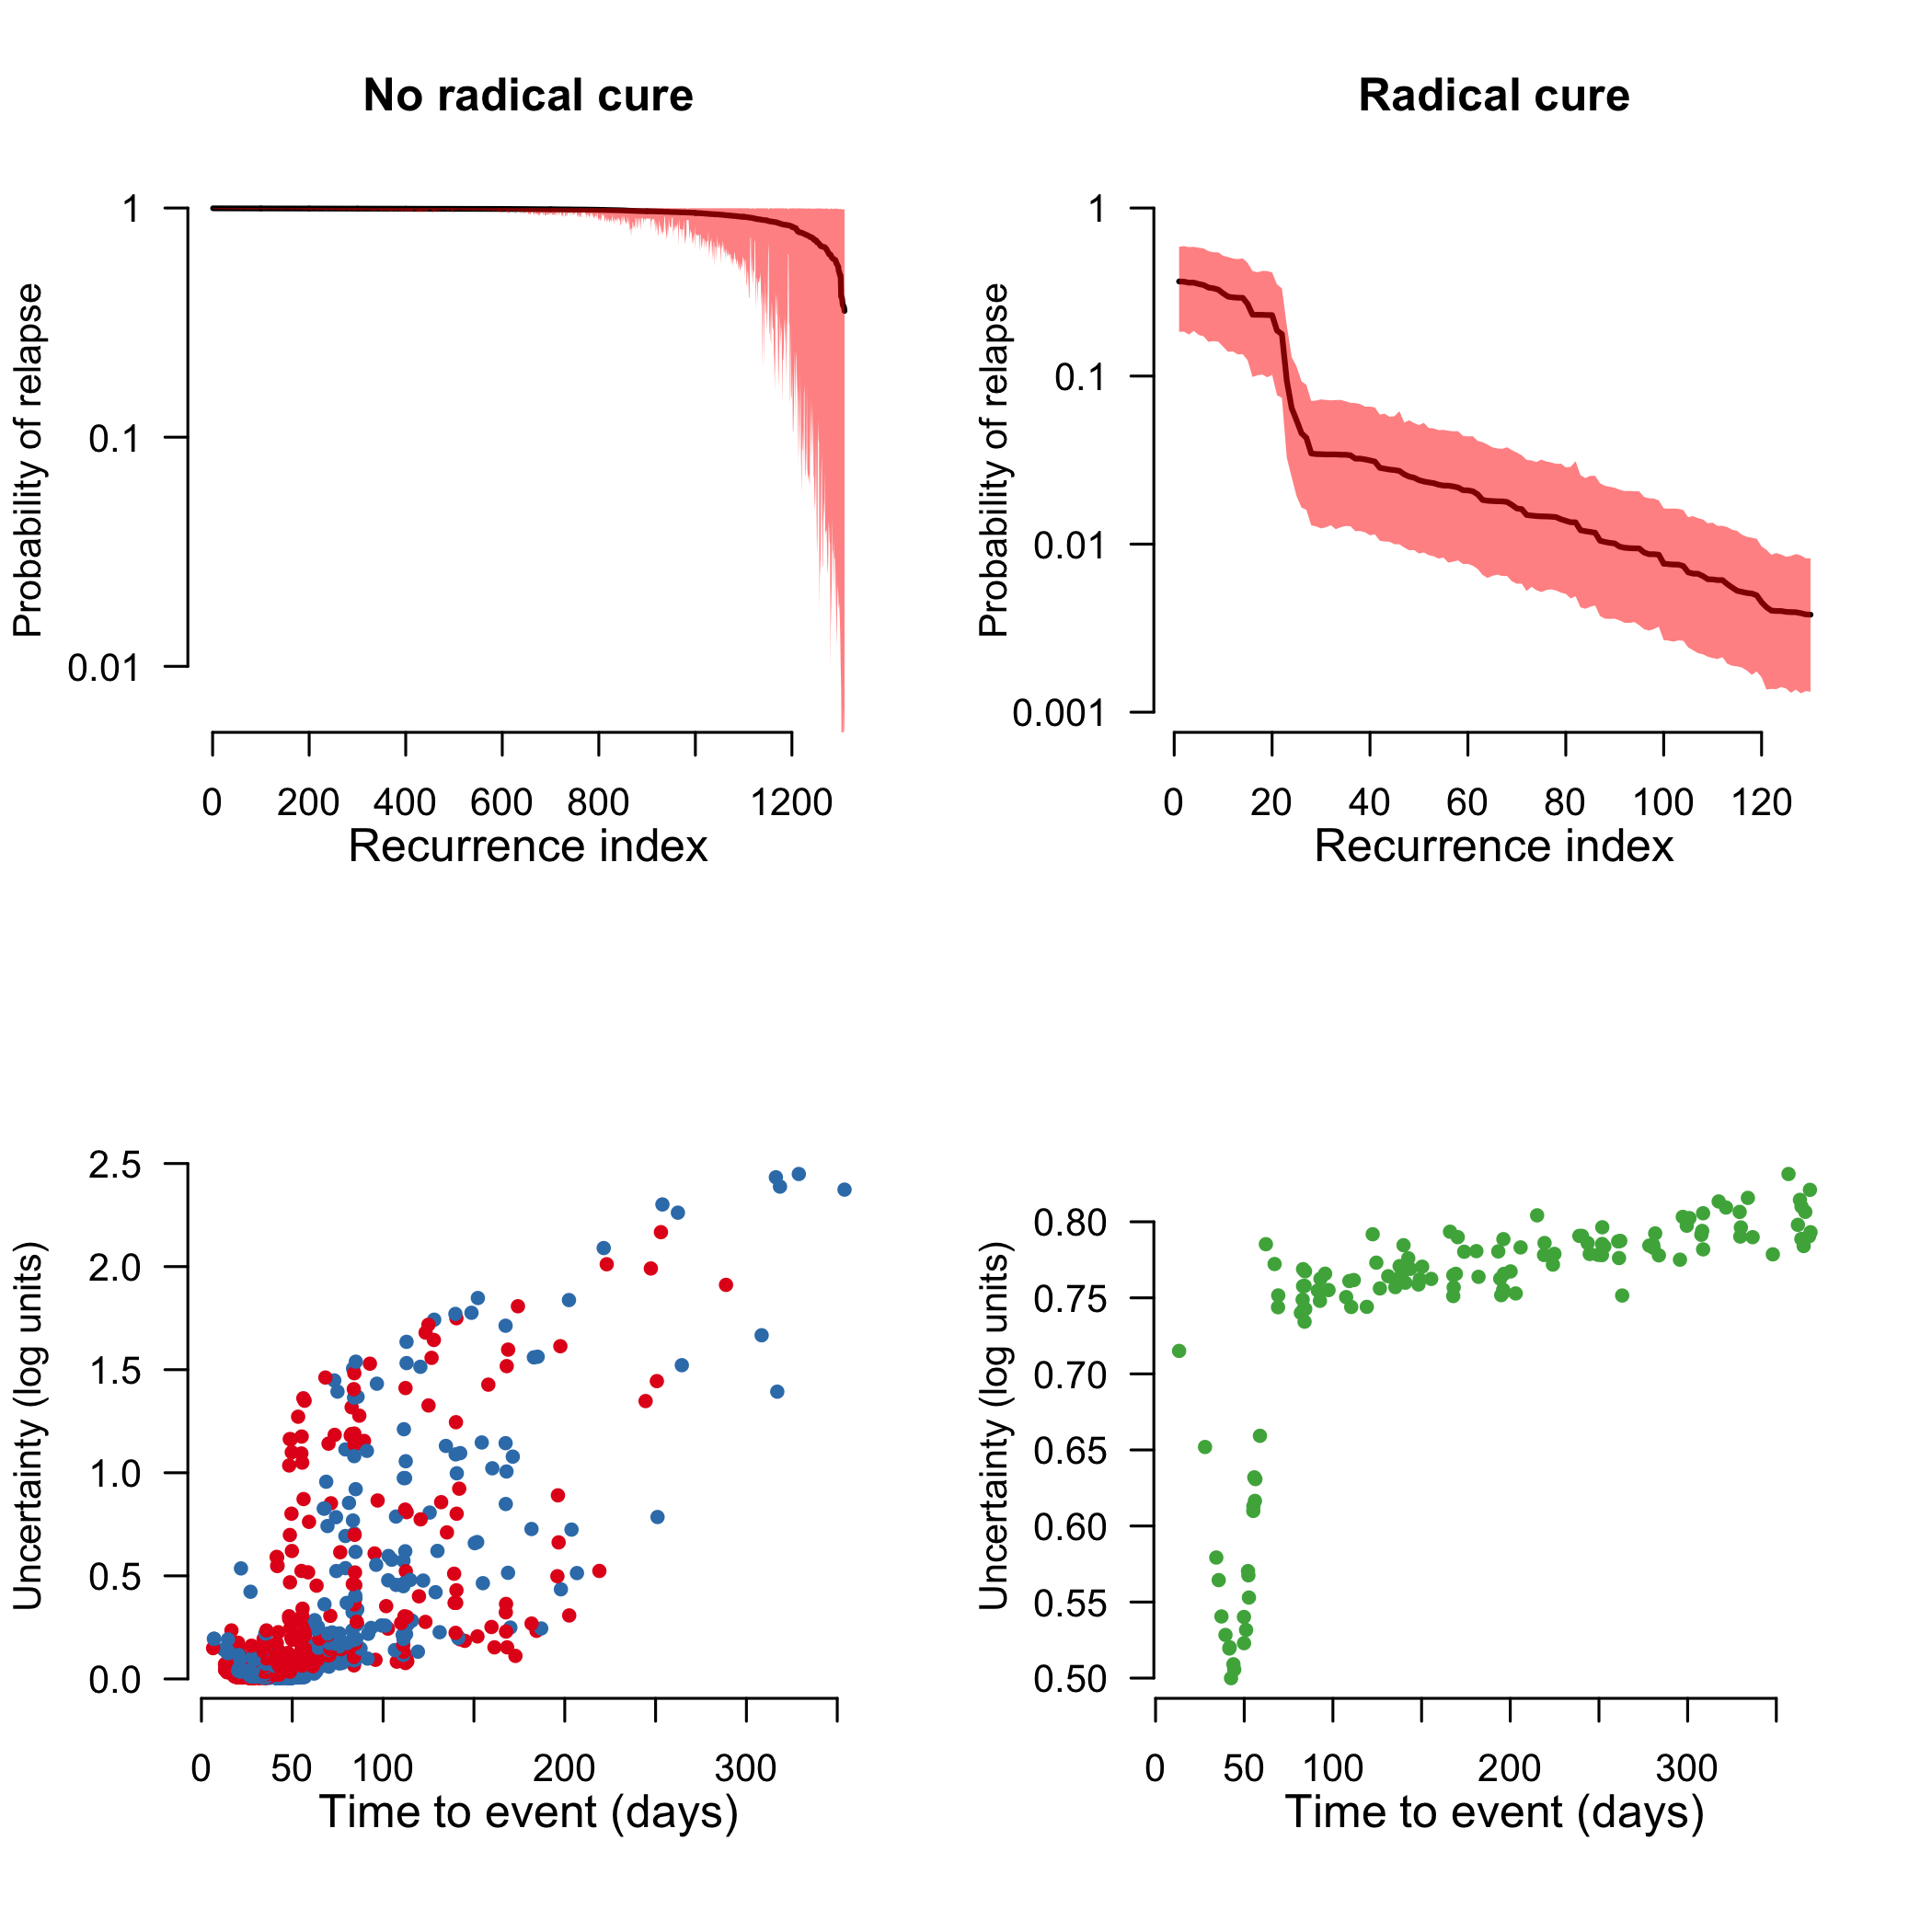 No radical cure
Probability of relapse
1
0.1
0.01
0 200 400 600 800 1200
Recurrence index
Radical cure
Probability of relapse
1
0.1
0.01
0.001
0 20 40 60 80 100 120
Recurrence index
Uncertainty (log units)
2.5
2.0
1.5
1.0
0.5
0.0
0 50 100 200 300
Time to event (days)
Uncertainty (log units)
0.80
0.75
0.70
0.65
0.60
0.55
0.50
0 50 100 200 300
Time to event (days)